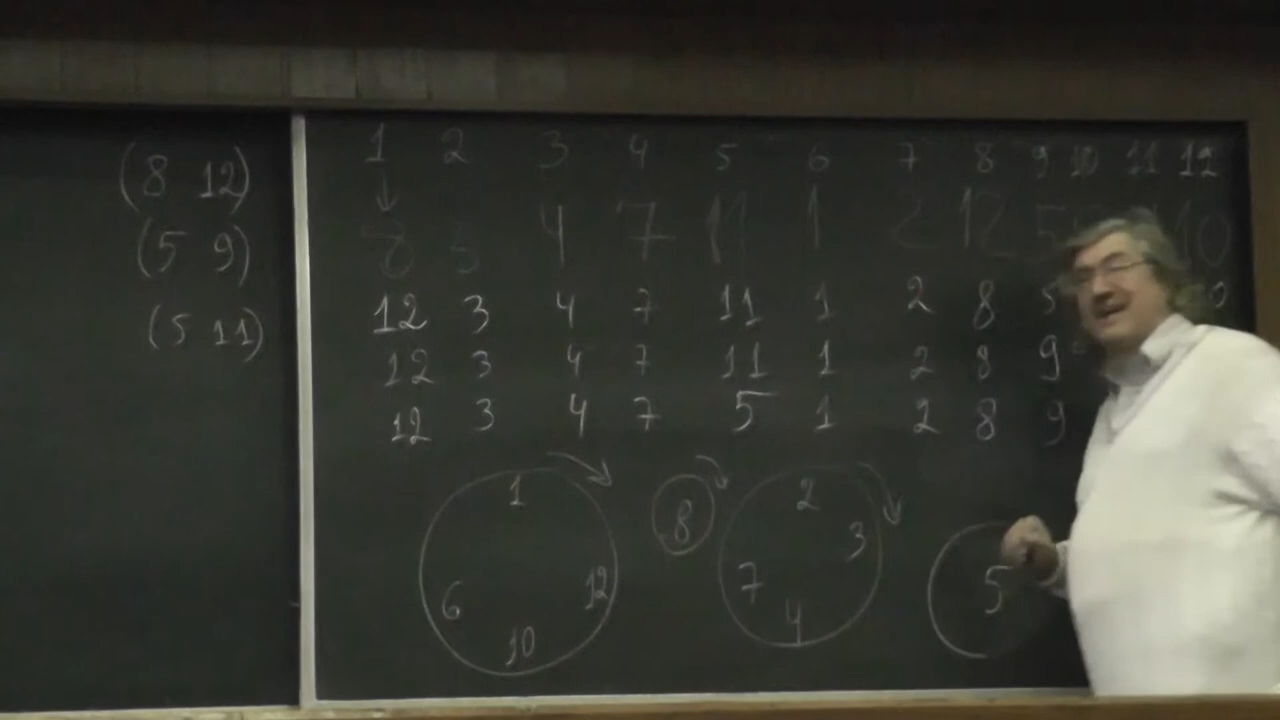 (8 12)
(5 9)
(5 11)
1 2 3 4 5 6 7 8 9 10 11 12
8 3 4 7 11 1 2 12 5 10
12 3 4 7 11 1 2 8 5
12 3 4 7 11 1 2 8 9
12 3 4 7 5 1 2 8 9
1 12 10 6
8
2 3 4 7
5